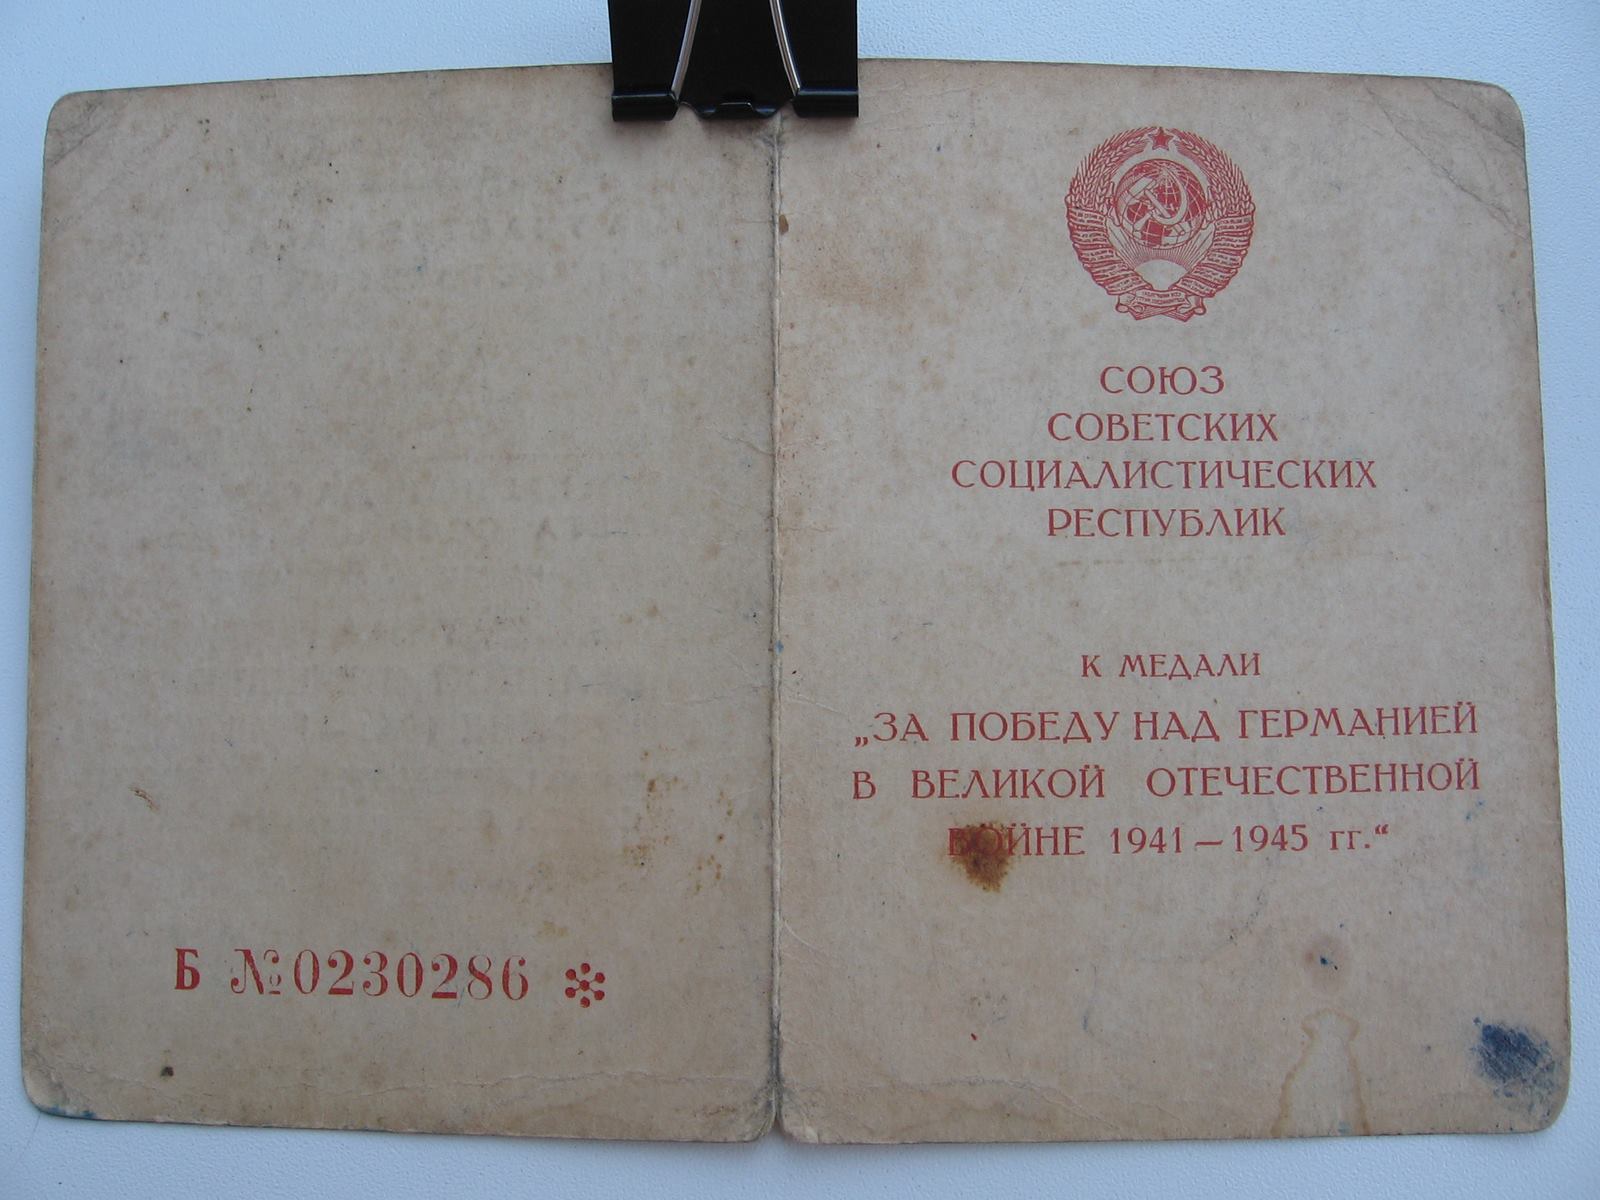 Б №0230286
СОЮЗ
СОВЕТСКИХ
СОЦИАЛИСТИЧЕСКИХ
РЕСПУБЛИК
К МЕДАЛИ
„ЗА ПОБЕДУ НАД ГЕРМАНИЕЙ
В ВЕЛИКОЙ ОТЕЧЕСТВЕННОЙ
ВОЙНЕ 1941 — 1945 гг.“